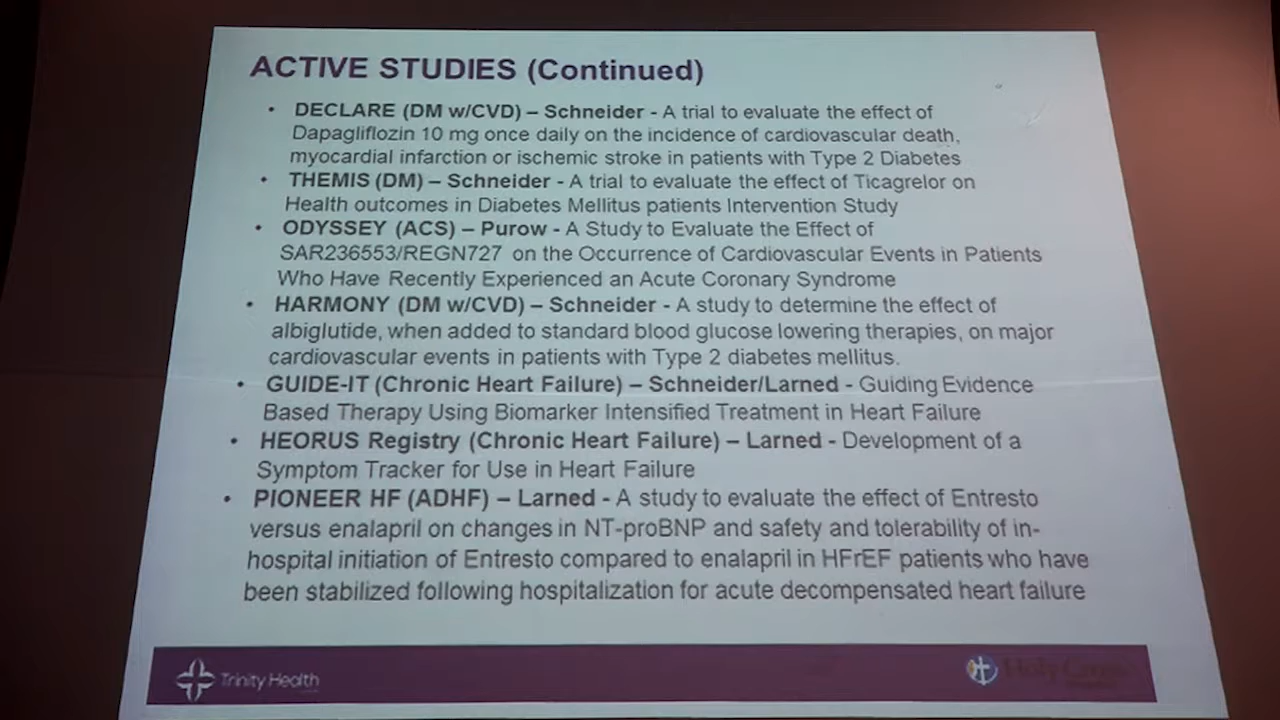 ACTIVE STUDIES (Continued)
• DECLARE (DM w/CVD) – Schneider - A trial to evaluate the effect of
Dapagliflozin 10 mg once daily on the incidence of cardiovascular death,
myocardial infarction or ischemic stroke in patients with Type 2 Diabetes
• THEMIS (DM) – Schneider - A trial to evaluate the effect of Ticagrelor on
Health outcomes in Diabetes Mellitus patients Intervention Study
• ODYSSEY (ACS) – Purow - A Study to Evaluate the Effect of
SAR236553/REGN727 on the Occurrence of Cardiovascular Events in Patients
Who Have Recently Experienced an Acute Coronary Syndrome
• HARMONY (DM w/CVD) – Schneider - A study to determine the effect of
albiglutide, when added to standard blood glucose lowering therapies, on major
cardiovascular events in patients with Type 2 diabetes mellitus.
• GUIDE-IT (Chronic Heart Failure) – Schneider/Larned - Guiding Evidence
Based Therapy Using Biomarker Intensified Treatment in Heart Failure
• HEORUS Registry (Chronic Heart Failure) – Larned - Development of a
Symptom Tracker for Use in Heart Failure
• PIONEER HF (ADHF) – Larned - A study to evaluate the effect of Entresto
versus enalapril on changes in NT-proBNP and safety and tolerability of in-
hospital initiation of Entresto compared to enalapril in HFrEF patients who have
been stabilized following hospitalization for acute decompensated heart failure
Trinity Health
Holy Cross